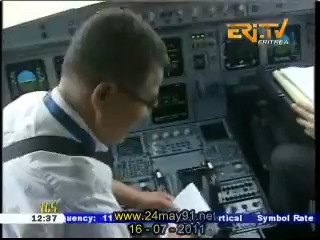 ERi-TV
ERITREA
12:37
uency: 11
rtical
Symbol Rate
www.24may91.net
16 - 07 - 2011